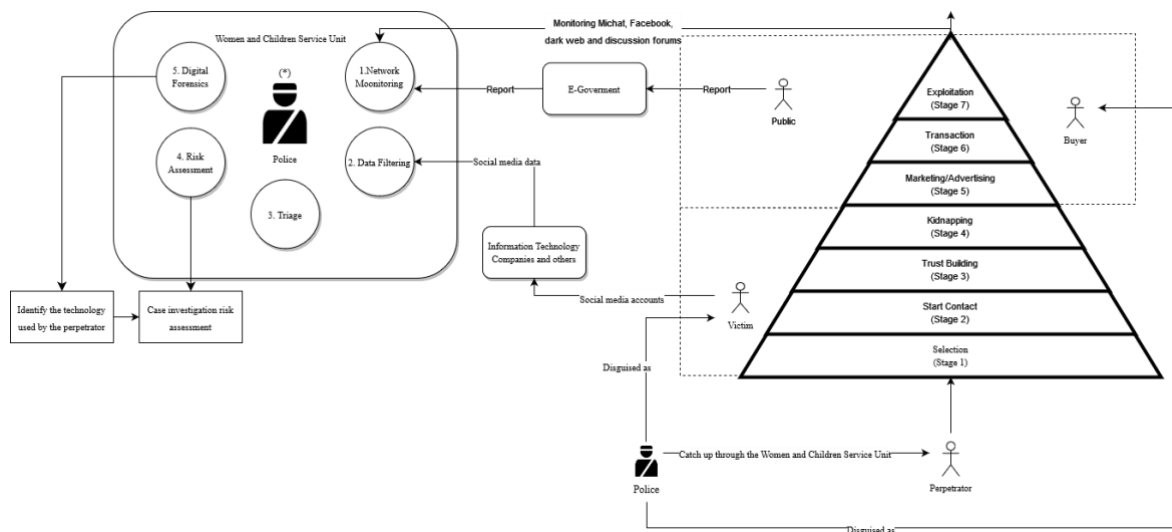 Women and Children Service Unit
5. Digital
Forensics
(*)
1.Network
Moonitoring
Police
4. Risk
Assessment
2. Data Filtering
3. Triage
Identify the technology
used by the perpetrator
Case investigation risk
assessment
Monitoring Michat, Facebook,
dark web and discussion forums
Report
E-Goverment
Report
Public
Social media data
Information Technology
Companies and others
Social media accounts
Victim
Buyer
Exploitation
(Stage 7)
Transaction
(Stage 6)
Marketing/Advertising
(Stage 5)
Kidnapping
(Stage 4)
Trust Building
(Stage 3)
Start Contact
(Stage 2)
Selection
(Stage 1)
Disguised as
Police
Catch up through the Women and Children Service Unit
Perpetrator
Disguised as